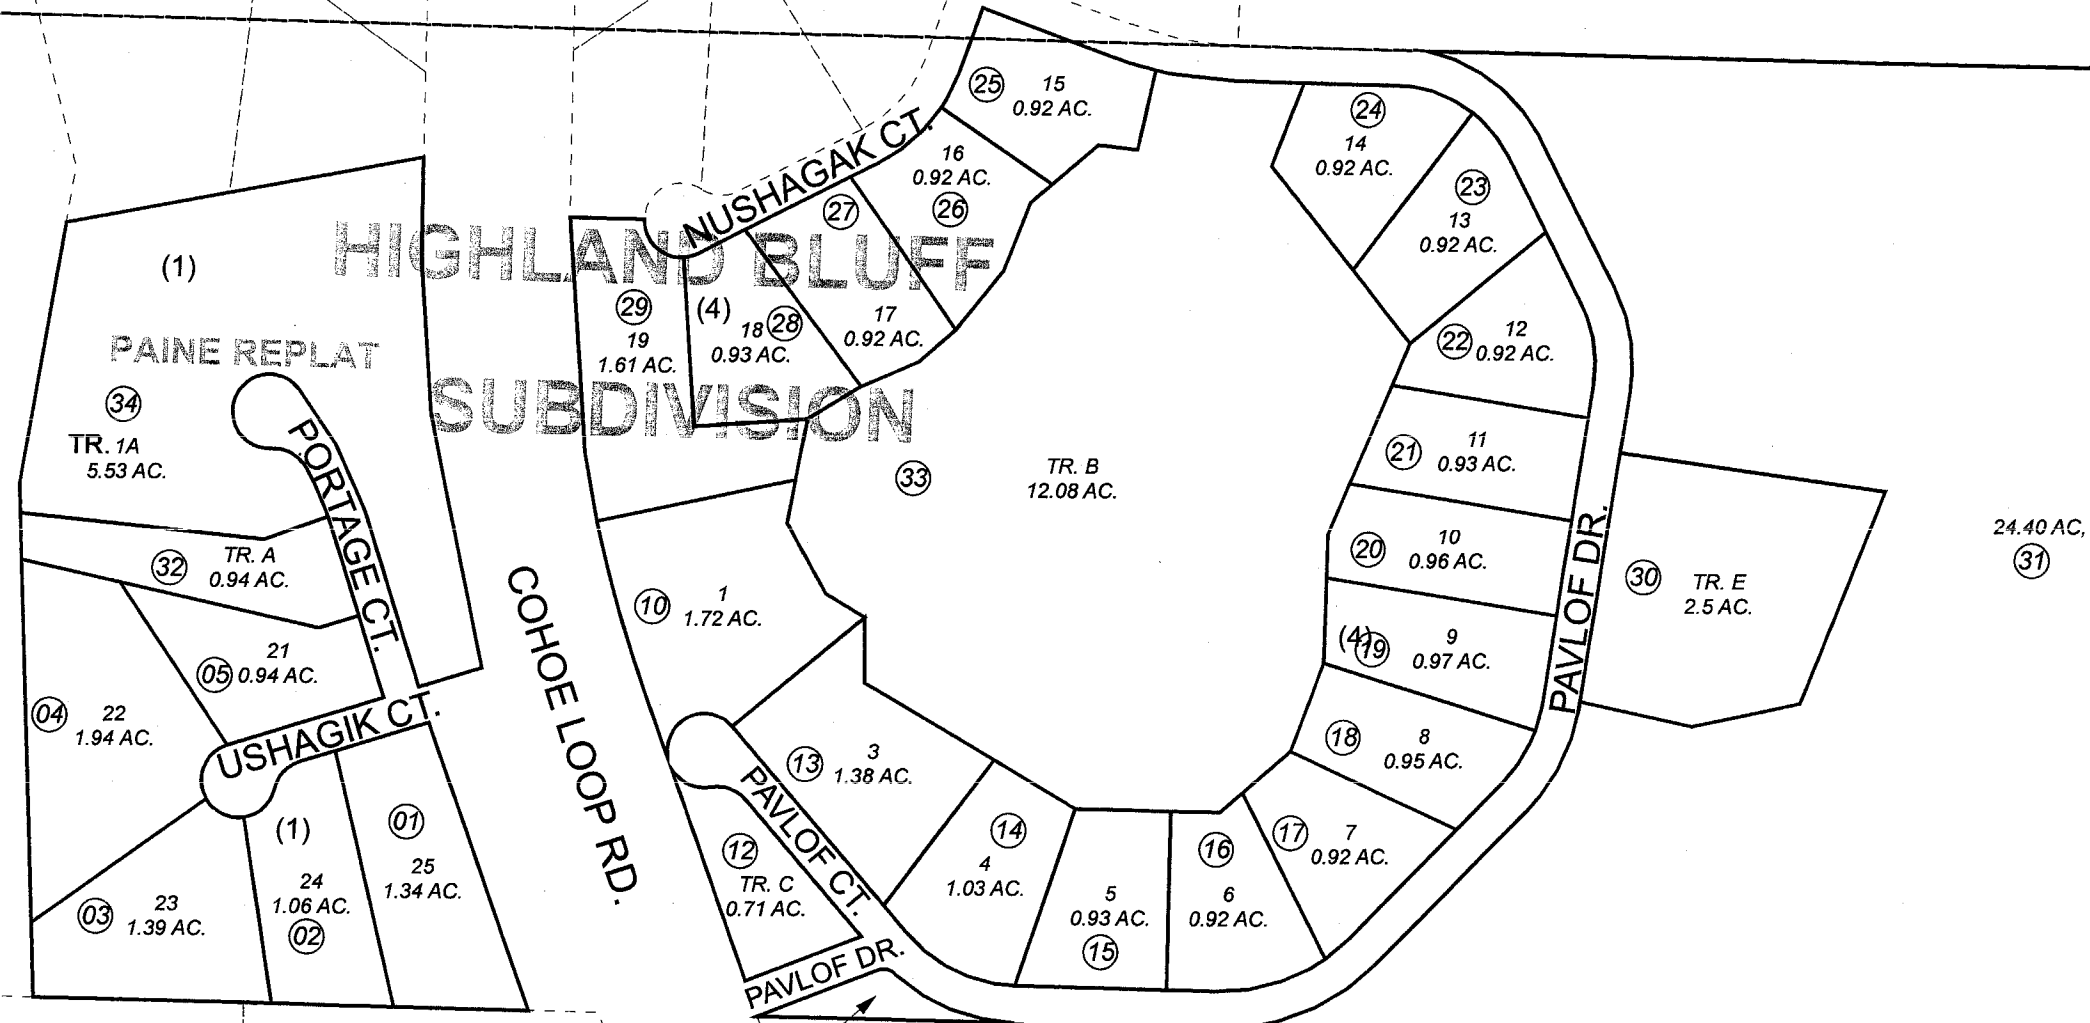 25
15
0.92 AC.
24
14
0.92 AC.
NUSHAGAK CT.
16
0.92 AC.
26
27
23
13
0.92 AC.
(1)
HIGHLAND BLUFF
29
19
1.61 AC.
(4)
18
28
0.93 AC.
17
0.92 AC.
22
12
0.92 AC.
PAINE REPLAT
SUBDIVISION
34
TR. 1A
5.53 AC.
PORTAGE CT.
33
TR. B
12.08 AC.
21
11
0.93 AC.
24.40 AC,
31
32
TR. A
0.94 AC.
20
10
0.96 AC.
PAVLOF DR.
30
TR. E
2.5 AC.
10
1
1.72 AC.
COHOE LOOP RD.
(4)
19
9
0.97 AC.
05
21
0.94 AC.
04
22
1.94 AC.
USHAGIK CT.
18
8
0.95 AC.
13
3
1.38 AC.
PAVLOF CT.
(1)
01
25
1.34 AC.
14
4
1.03 AC.
16
6
0.92 AC.
17
7
0.92 AC.
12
TR. C
0.71 AC.
24
1.06 AC.
02
03
23
1.39 AC.
5
0.93 AC.
15
PAVLOF DR.